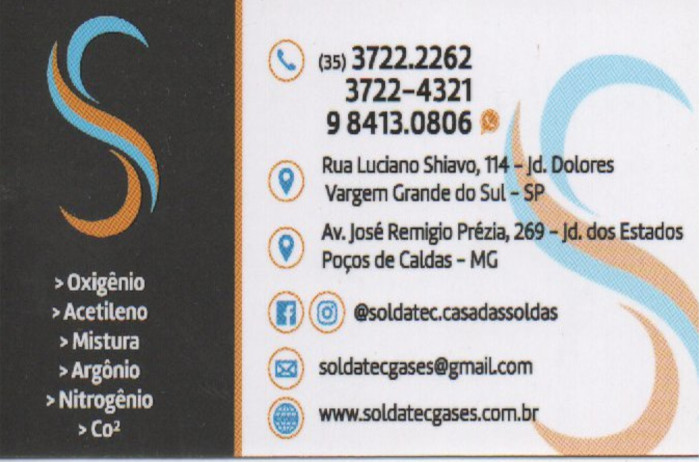 (35) 3722.2262
3722-4321
9 8413.0806
Rua Luciano Shiavo, 114 - Jd. Dolores
Vargem Grande do Sul - SP
Av. José Remigio Prézia, 269 - Jd. dos Estados
Poços de Caldas - MG
@soldatec.casadassoldas
soldatecgases@gmail.com
www.soldatecgases.com.br
> Oxigênio
> Acetileno
> Mistura
> Argônio
> Nitrogênio
> Co²